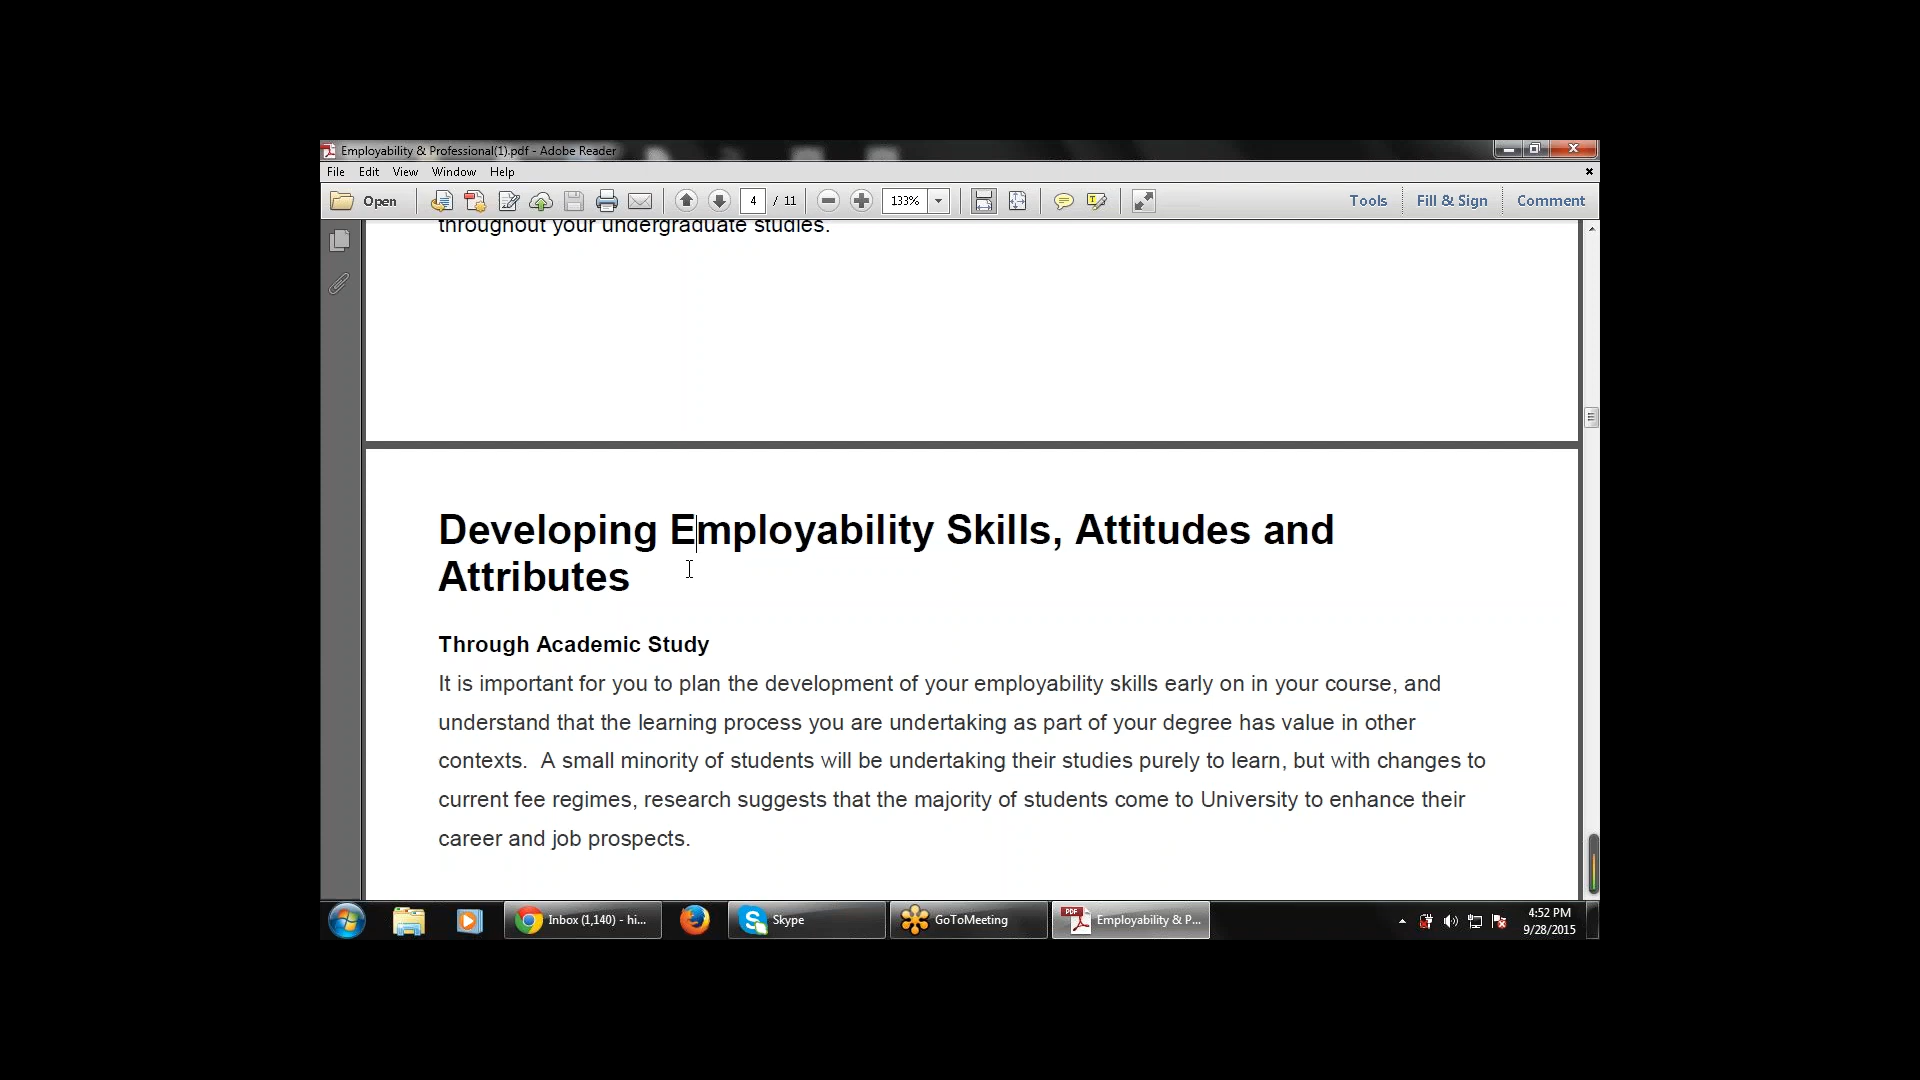 Employability & Professional(1).pdf - Adobe Reader
File Edit View Window Help
Open 4 / 11 133% Tools Fill & Sign Comment
throughout your undergraduate studies.
Developing Employability Skills, Attitudes and
Attributes
Through Academic Study
It is important for you to plan the development of your employability skills early on in your course, and
understand that the learning process you are undertaking as part of your degree has value in other
contexts. A small minority of students will be undertaking their studies purely to learn, but with changes to
current fee regimes, research suggests that the majority of students come to University to enhance their
career and job prospects.
Inbox (1,140) - hi... Skype GoToMeeting PDF Employability & P... 4:52 PM
9/28/2015